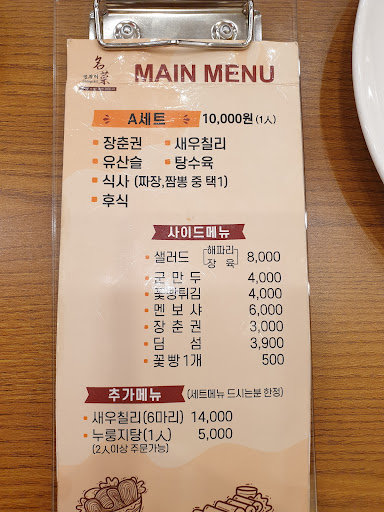 名菜
MAIN MENU
A세트 10,000원 (1人)
• 장춘권 • 새우칠리
• 유산슬 • 탕수육
• 식사 (짜장,짬뽕 중 택1)
• 후식
사이드메뉴
• 샐러드 해파리 장육 8,000
• 군만두 4,000
• 꽃빵튀김 4,000
• 멘보샤 6,000
• 장춘권 3,000
• 딤섬 3,900
• 꽃빵1개 500
추가메뉴 (세트메뉴 드시는분 한정)
• 새우칠리(6마리) 14,000
• 누룽지탕(1人) 5,000
(2人이상 주문가능)